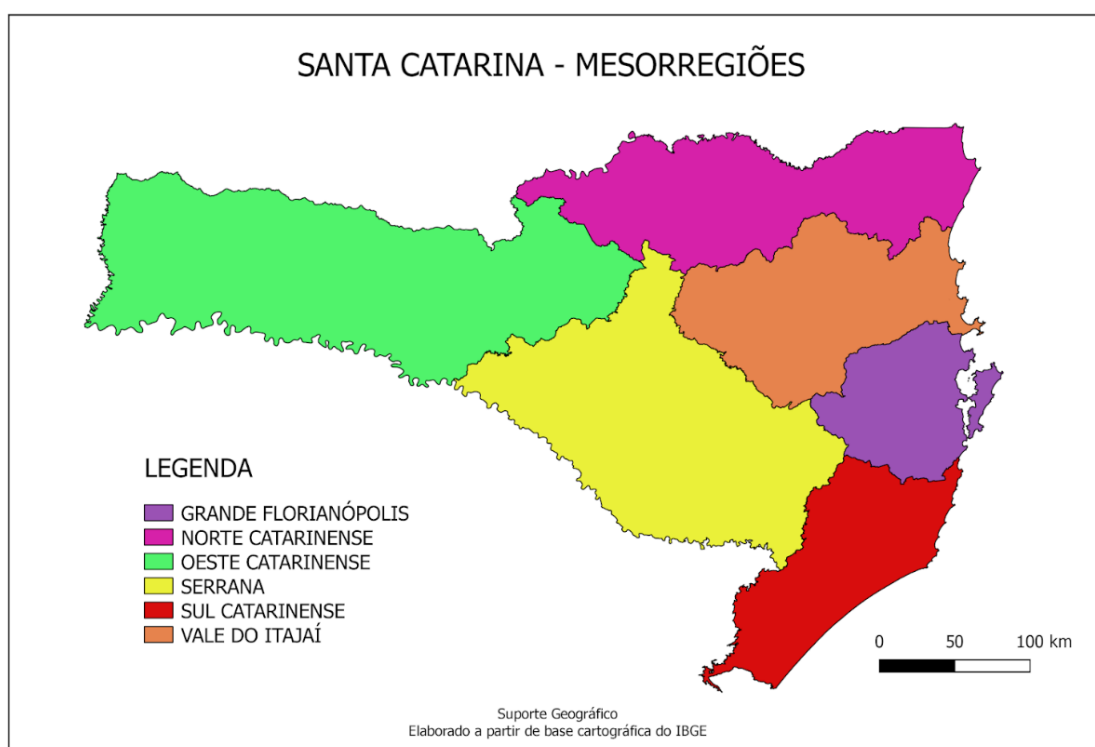 SANTA CATARINA - MESORREGIÕES
LEGENDA
GRANDE FLORIANÓPOLIS
NORTE CATARINENSE
OESTE CATARINENSE
SERRANA
SUL CATARINENSE
VALE DO ITAJAÍ
0 50 100 km
Suporte Geográfico
Elaborado a partir de base cartográfica do IBGE